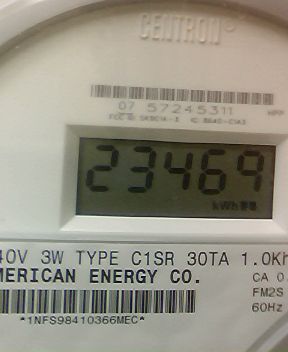 CENTRON®
07 57245311
23469
kWh
40V 3W TYPE C1SR 30TA 1.0Kh
MERICAN ENERGY CO.
CA 0.
FM2S
60Hz
*1NFS98410366MEC*